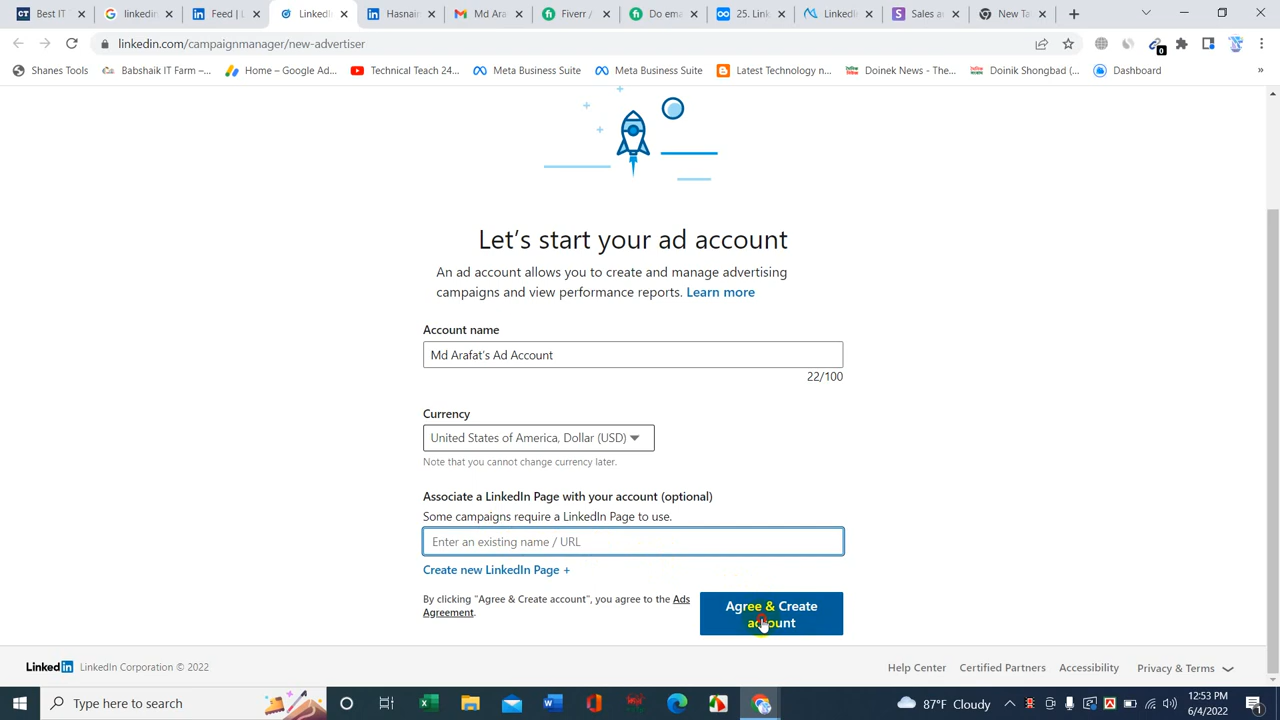 Best IT
linkedin
Feed | L
LinkedIn
Hasnain
Md Ara
Fiverr /
Do em
25. Link
LinkedIn
Sales a
New Ta
linkedin.com/campaignmanager/new-advertiser
0
Shanes Tools
Babshaik IT Farm –...
Home – Google Ad...
Technical Teach 24...
Meta Business Suite
Meta Business Suite
Latest Technology n...
Doinek News - The...
Doinik Shongbad (...
Dashboard
»
Let's start your ad account
An ad account allows you to create and manage advertising
campaigns and view performance reports. Learn more
Account name
Md Arafat's Ad Account
22/100
Currency
United States of America, Dollar (USD)
Note that you cannot change currency later.
Associate a LinkedIn Page with your account (optional)
Some campaigns require a LinkedIn Page to use.
Enter an existing name / URL
Create new LinkedIn Page +
By clicking "Agree & Create account", you agree to the Ads
Agreement.
Agree & Create
account
LinkedIn LinkedIn Corporation © 2022
Help Center
Certified Partners
Accessibility
Privacy & Terms
Type here to search
87°F Cloudy
12:53 PM
6/4/2022
1